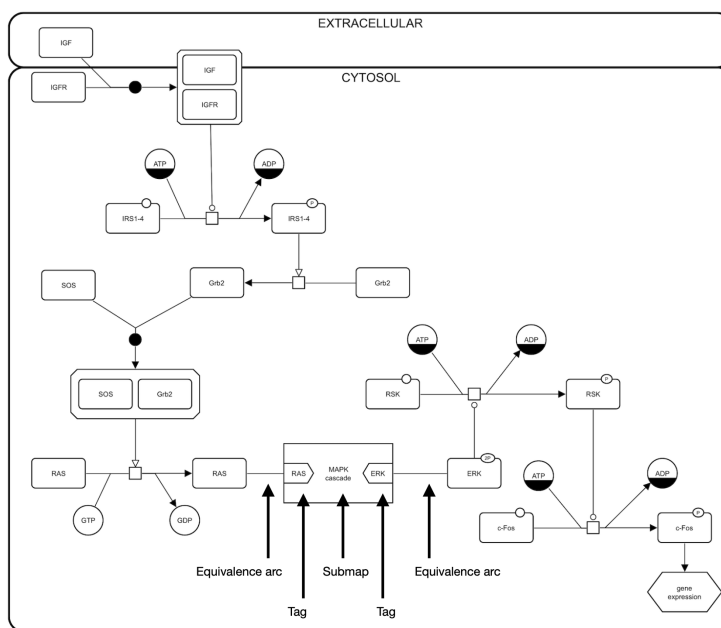 EXTRACELLULAR
IGF
CYTOSOL
IGF
IGFR
IGFR
ATP
ADP
IRS1-4
P
IRS1-4
SOS
Grb2
Grb2
ATP
ADP
SOS
Grb2
RSK
P
RSK
RAS
RAS
RAS
MAPK
cascade
ERK
2P
ERK
ATP
ADP
GTP
GDP
c-Fos
P
c-Fos
Equivalence arc
Submap
Equivalence arc
gene
expression
Tag
Tag